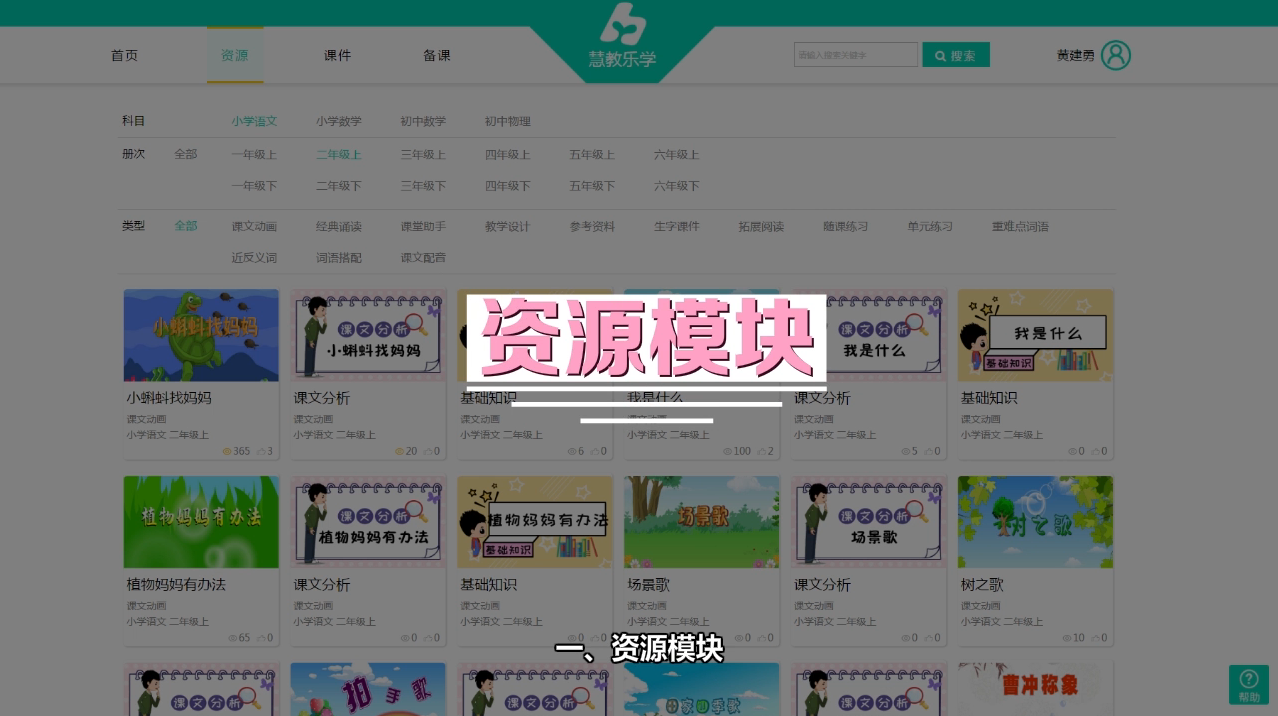 首页
资源
课件
备课
慧教乐学
请输入搜索关键字
搜索
黄建勇
科目
小学语文 小学数学 初中数学 初中物理
册次 全部 一年级上 二年级上 三年级上 四年级上 五年级上 六年级上
一年级下 二年级下 三年级下 四年级下 五年级下 六年级下
类型 全部 课文动画 经典诵读 课堂助手 教学设计 参考资料 生字课件 拓展阅读 随课练习 单元练习 重难点词语
近反义词 词语搭配 课文配音
小蝌蚪找妈妈
课文分析
小蝌蚪找妈妈
资源模块
课文分析
我是什么
我是什么
基础知识
小蝌蚪找妈妈 课文分析 基础知识 我是什么 课文分析 基础知识
课文动画 课文动画 课文动画 课文动画 课文动画 课文动画
小学语文 二年级上 小学语文 二年级上 小学语文 二年级上 小学语文 二年级上 小学语文 二年级上 小学语文 二年级上
365 3 20 0 6 0 100 2 5 0 0 0
植物妈妈有办法
课文分析
植物妈妈有办法
植物妈妈有办法
基础知识
场景歌
课文分析
场景歌
树之歌
植物妈妈有办法 课文分析 基础知识 场景歌 课文分析 树之歌
课文动画 课文动画 课文动画 课文动画 课文动画 课文动画
小学语文 二年级上 小学语文 二年级上 小学语文 二年级上 小学语文 二年级上 小学语文 二年级上 小学语文 二年级上
65 0 0 0 0 0 0 0 0 0 10 0
一、资源模块
课文分析
拍手歌
课文分析
田家四季歌
课文分析
曹冲称象
帮助